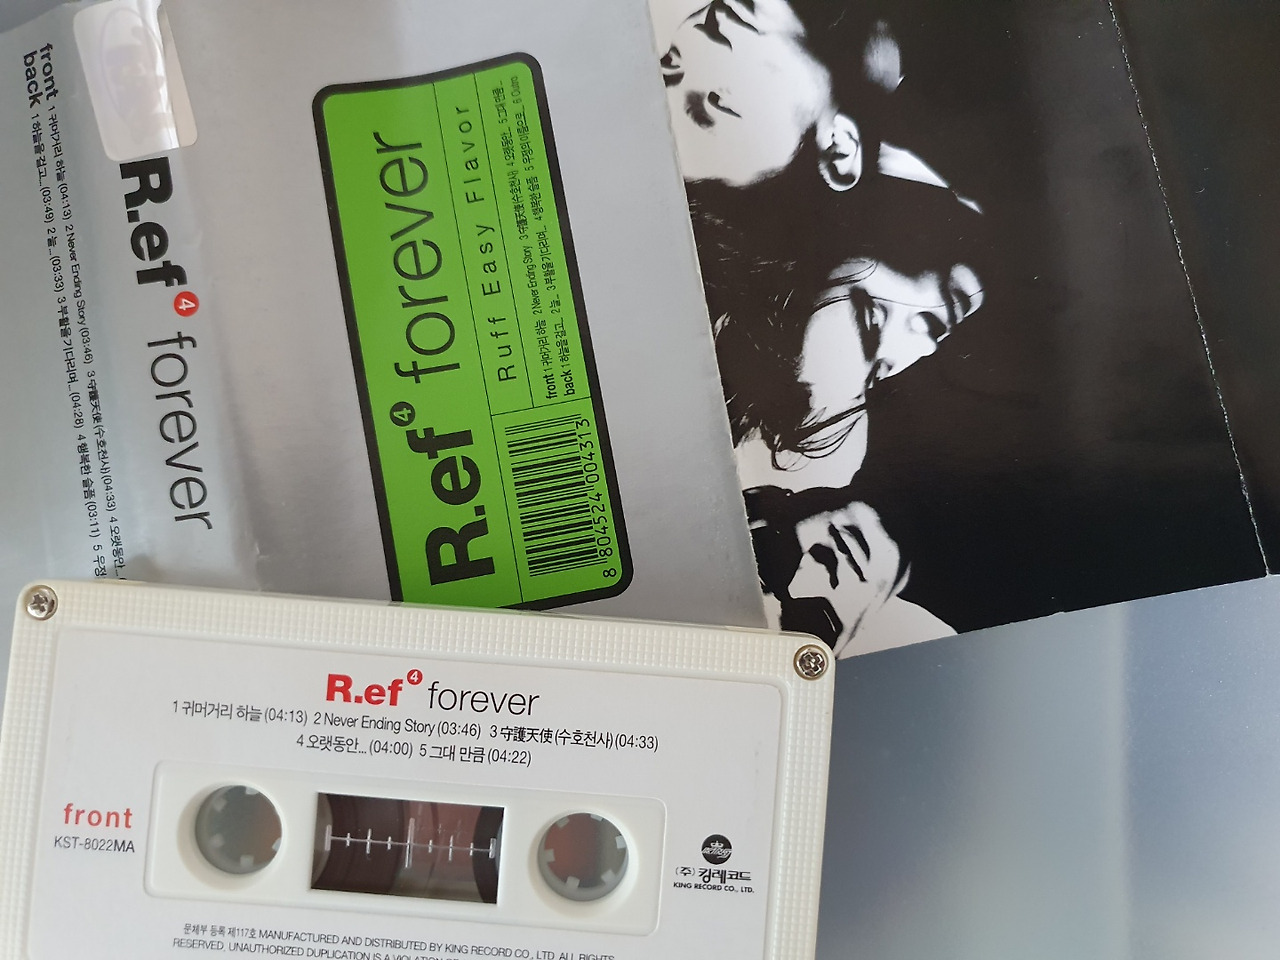 front 1 귀머거리 하늘 (04:13) 2 Never Ending Story (03:46) 3 守護天使 (수호천사) (04:33) 4 오랫동안...
back 1 하늘을 걷고... (03:49) 2 늘... (03:33) 3 부활을 기다리며... (04:28) 4 행복한 슬픔 (03:11) 5 우정
R.ef 4 forever
R.ef 4 forever
Ruff Easy Flavor
front 1 귀머거리 하늘 2 Never Ending Story 3 守護天使 (수호천사) 4 오랫동안... 5 그대 만큼...
back 1 하늘을 걷고... 2 늘... 3 부활을 기다리며... 4 행복한 슬픔 5 우정의 이름으로... 6 Outro
8 804524 004313
R.ef 4 forever
1 귀머거리 하늘 (04:13) 2 Never Ending Story (03:46) 3 守護天使 (수호천사) (04:33)
4 오랫동안... (04:00) 5 그대 만큼 (04:22)
front
KST-8022MA
(주) 킹레코드
KING RECORD CO., LTD.
문체부 등록 제117호 MANUFACTURED AND DISTRIBUTED BY KING RECORD CO., LTD. ALL RIGHTS
RESERVED, UNAUTHORIZED DUPLICATION IS A VIOLATION